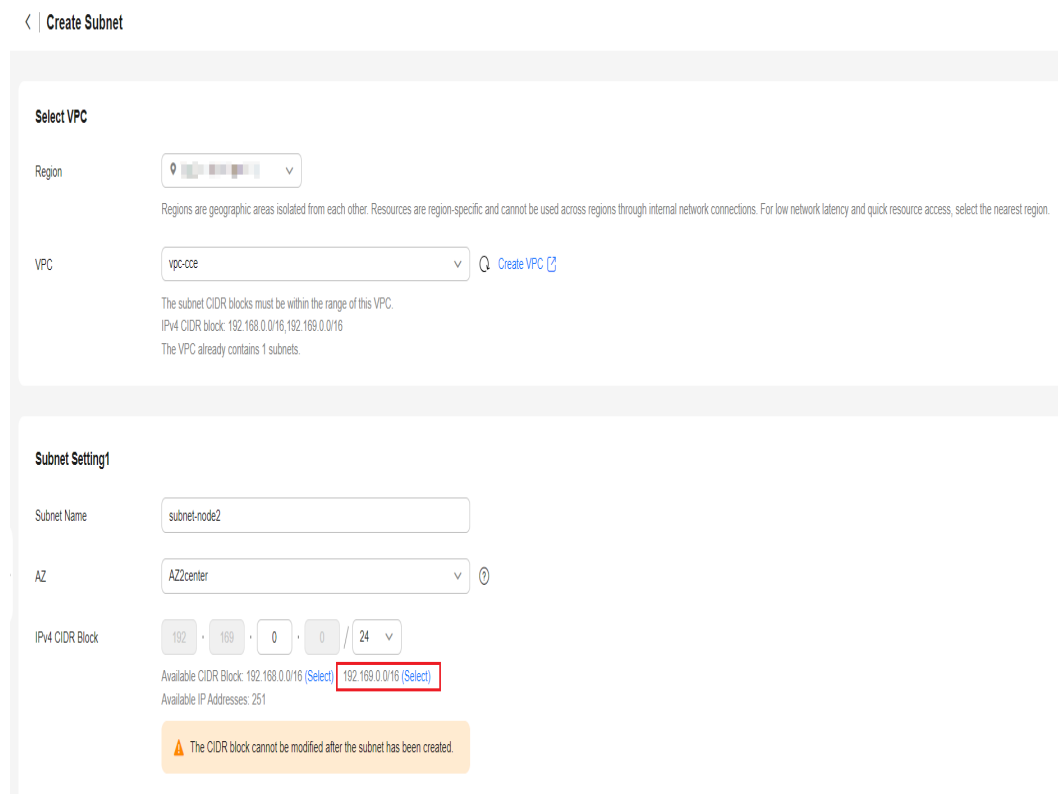 Create Subnet
Select VPC
Region
Regions are geographic areas isolated from each other. Resources are region-specific and cannot be used across regions through internal network connections. For low network latency and quick resource access, select the nearest region.
VPC vpc-cce Create VPC
The subnet CIDR blocks must be within the range of this VPC.
IPv4 CIDR block: 192.168.0.0/16,192.169.0.0/16
The VPC already contains 1 subnets.
Subnet Setting1
Subnet Name subnet-node2
AZ AZ2center ?
IPv4 CIDR Block 192 · 169 · 0 · 0 / 24
Available CIDR Block: 192.168.0.0/16 (Select) 192.169.0.0/16 (Select)
Available IP Addresses: 251
The CIDR block cannot be modified after the subnet has been created.